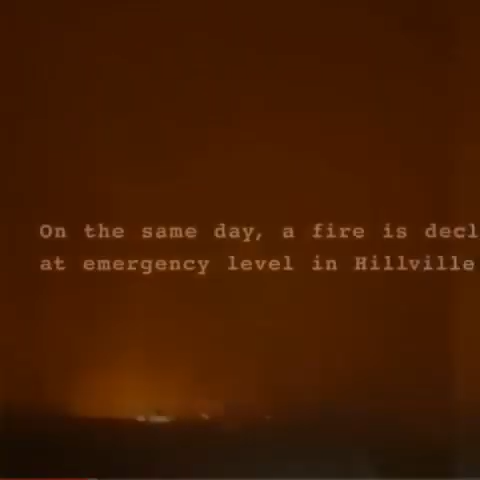 On the same day, a fire is decl
at emergency level in Hillville